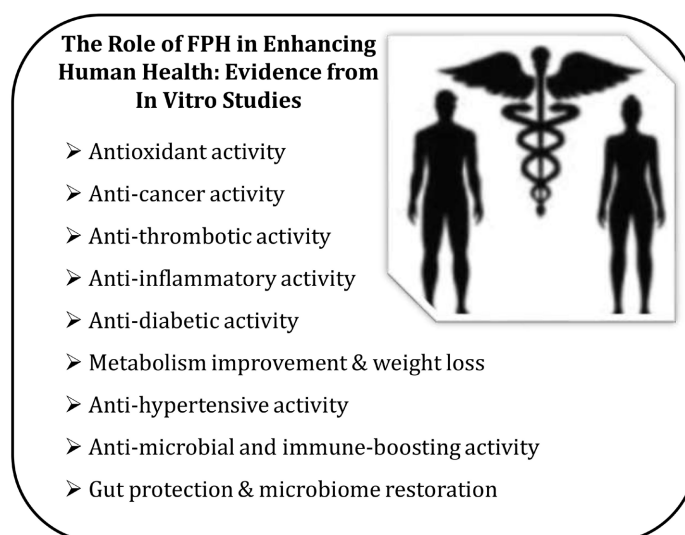 The Role of FPH in Enhancing
Human Health: Evidence from
In Vitro Studies
➢ Antioxidant activity
➢ Anti-cancer activity
➢ Anti-thrombotic activity
➢ Anti-inflammatory activity
➢ Anti-diabetic activity
➢ Metabolism improvement & weight loss
➢ Anti-hypertensive activity
➢ Anti-microbial and immune-boosting activity
➢ Gut protection & microbiome restoration